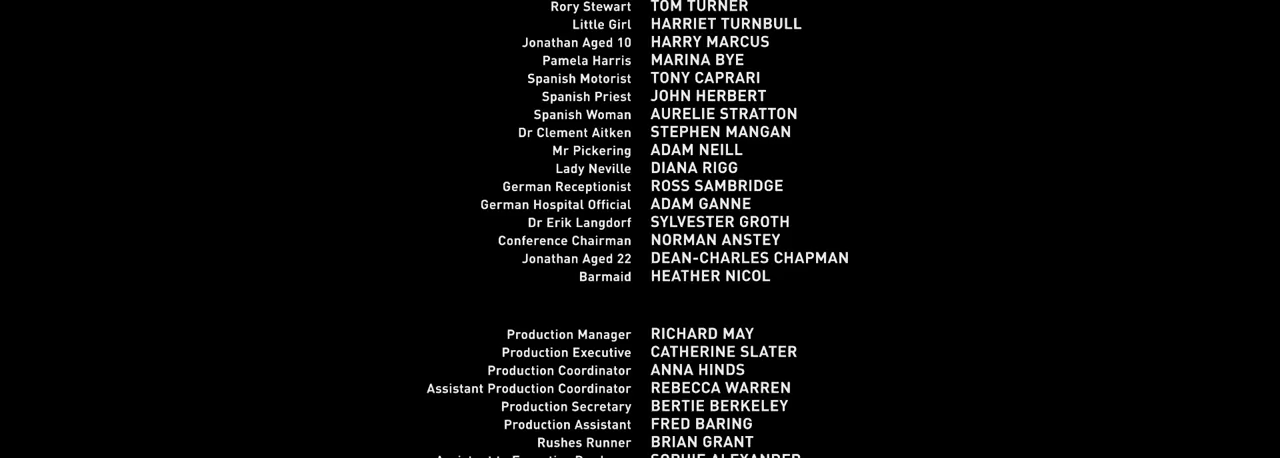 Rory Stewart TOM TURNER
Little Girl HARRIET TURNBULL
Jonathan Aged 10 HARRY MARCUS
Pamela Harris MARINA BYE
Spanish Motorist TONY CAPRARI
Spanish Priest JOHN HERBERT
Spanish Woman AURELIE STRATTON
Dr Clement Aitken STEPHEN MANGAN
Mr Pickering ADAM NEILL
Lady Neville DIANA RIGG
German Receptionist ROSS SAMBRIDGE
German Hospital Official ADAM GANNE
Dr Erik Langdorf SYLVESTER GROTH
Conference Chairman NORMAN ANSTEY
Jonathan Aged 22 DEAN-CHARLES CHAPMAN
Barmaid HEATHER NICOL
Production Manager RICHARD MAY
Production Executive CATHERINE SLATER
Production Coordinator ANNA HINDS
Assistant Production Coordinator REBECCA WARREN
Production Secretary BERTIE BERKELEY
Production Assistant FRED BARING
Rushes Runner BRIAN GRANT
SOPHIE ALEXANDER